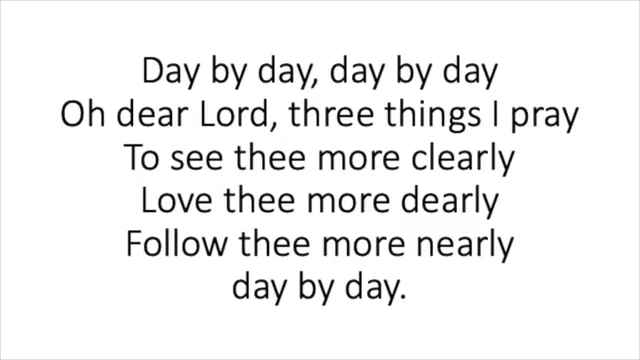 Day by day, day by day
Oh dear Lord, three things I pray
To see thee more clearly
Love thee more dearly
Follow thee more nearly
day by day.